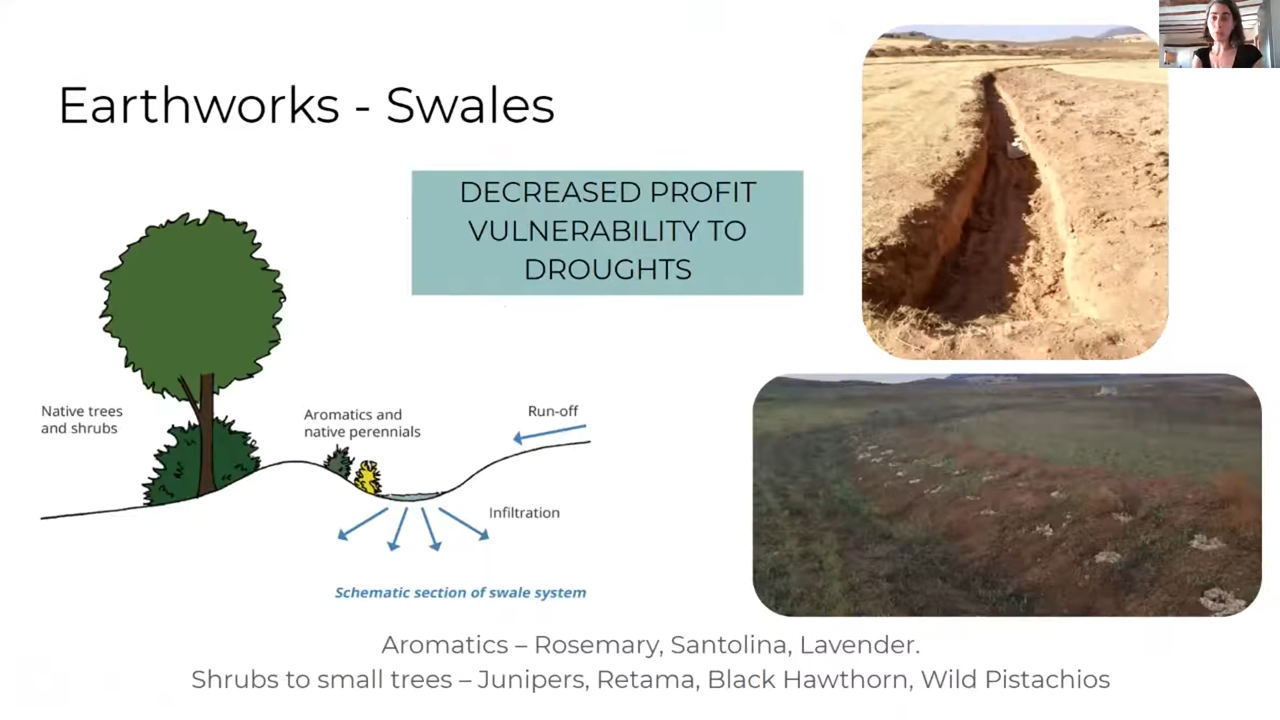 Earthworks - Swales
DECREASED PROFIT
VULNERABILITY TO
DROUGHTS
Native trees
and shrubs
Aromatics and
native perennials
Run-off
Infiltration
Schematic section of swale system
Aromatics – Rosemary, Santolina, Lavender.
Shrubs to small trees – Junipers, Retama, Black Hawthorn, Wild Pistachios